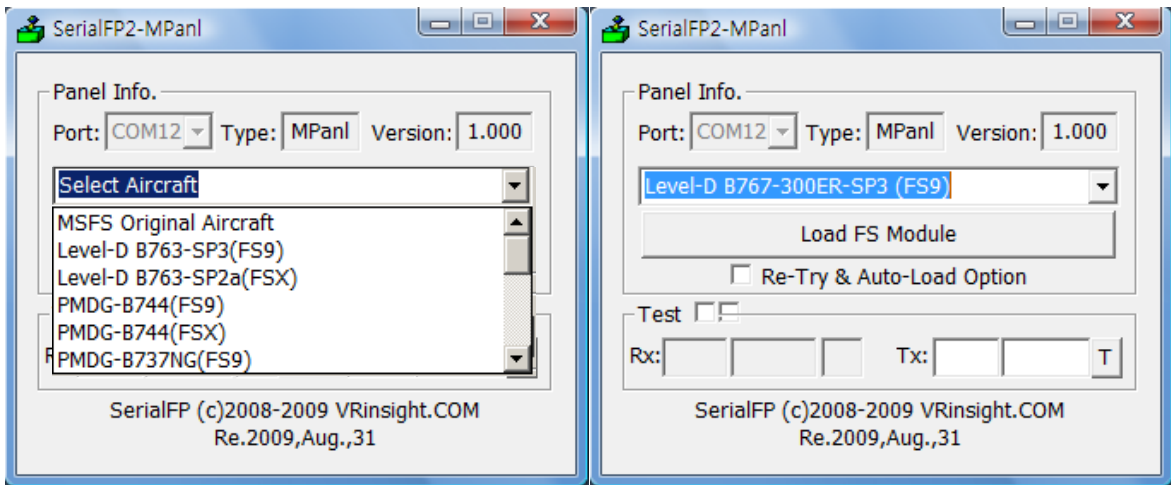 SerialFP2-MPanl
Panel Info.
Port: COM12 Type: MPanl Version: 1.000
Select Aircraft
MSFS Original Aircraft
Level-D B763-SP3(FS9)
Level-D B763-SP2a(FSX)
PMDG-B744(FS9)
PMDG-B744(FSX)
PMDG-B737NG(FS9)
SerialFP (c)2008-2009 VRinsight.COM
Re.2009,Aug.,31
SerialFP2-MPanl
Panel Info.
Port: COM12 Type: MPanl Version: 1.000
Level-D B767-300ER-SP3 (FS9)
Load FS Module
Re-Try & Auto-Load Option
Test
Rx: Tx: T
SerialFP (c)2008-2009 VRinsight.COM
Re.2009,Aug.,31